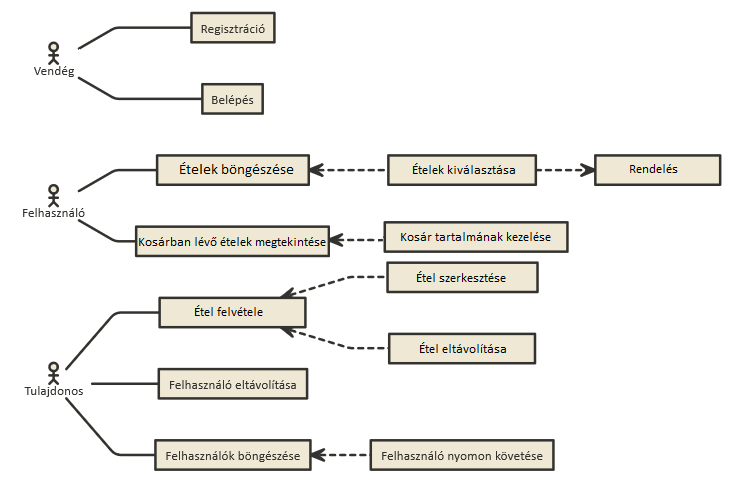 Regisztráció
Vendég
Belépés
Ételek böngészése
Ételek kiválasztása
Rendelés
Felhasználó
Kosárban lévő ételek megtekintése
Kosár tartalmának kezelése
Étel szerkesztése
Étel felvétele
Étel eltávolítása
Tulajdonos
Felhasználó eltávolítása
Felhasználók böngészése
Felhasználó nyomon követése